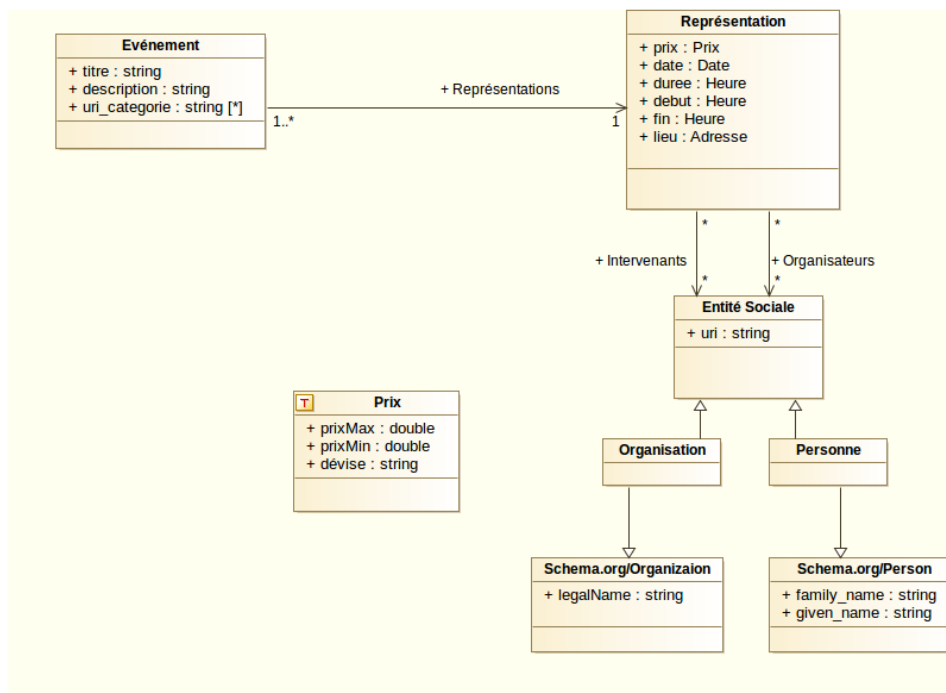 Evénement
+ titre : string
+ description : string
+ uri_categorie : string [*]
+ Représentations
1..*
1
Représentation
+ prix : Prix
+ date : Date
+ duree : Heure
+ debut : Heure
+ fin : Heure
+ lieu : Adresse
*
*
+ Intervenants
+ Organisateurs
*
*
Entité Sociale
+ uri : string
T
Prix
+ prixMax : double
+ prixMin : double
+ dévise : string
Organisation
Personne
Schema.org/Organizaion
+ legalName : string
Schema.org/Person
+ family_name : string
+ given_name : string